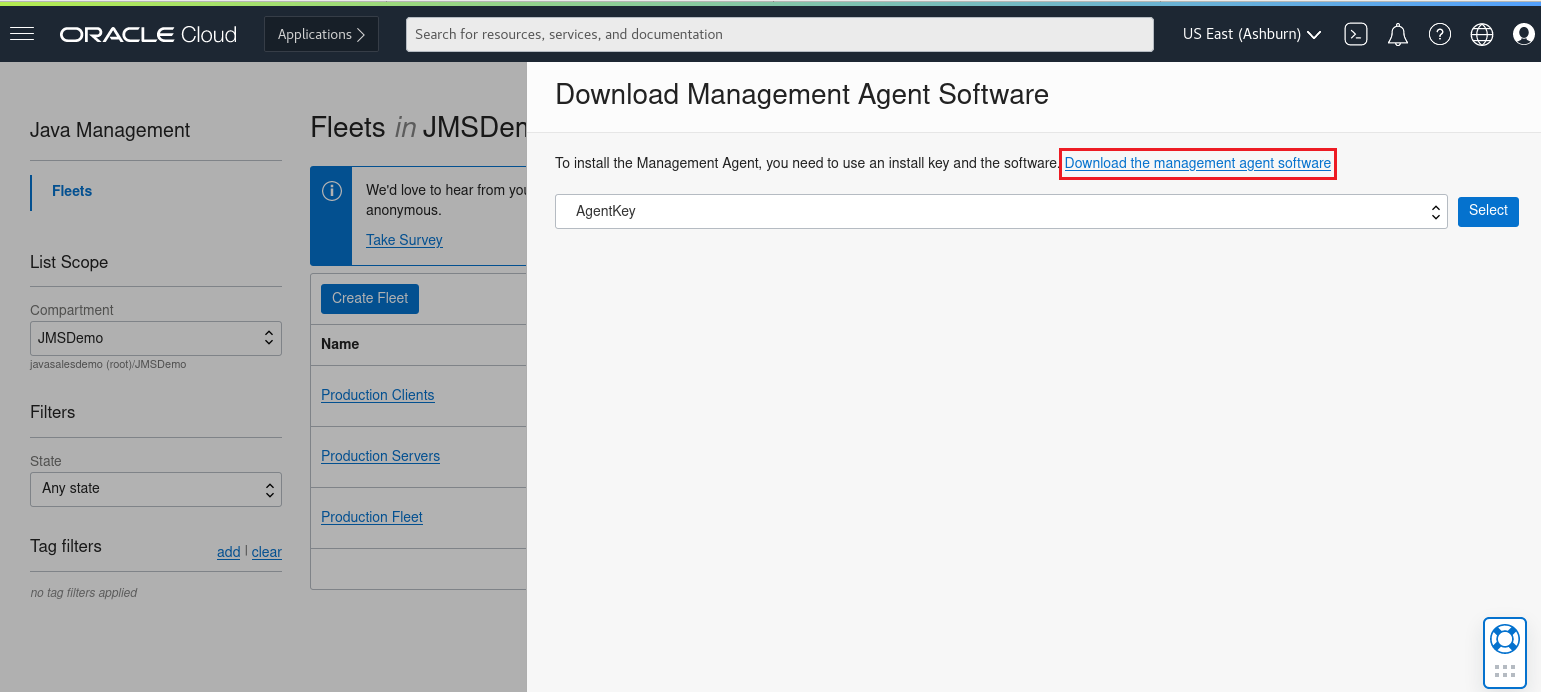 ORACLE Cloud
Applications
Search for resources, services, and documentation
US East (Ashburn)
Java Management
Fleets
List Scope
Compartment
JMSDemo
javasalesdemo (root)/JMSDemo
Filters
State
Any state
Tag filters
add | clear
no tag filters applied
Fleets in JMSDem
We'd love to hear from you
anonymous.
Take Survey
Create Fleet
Name
Production Clients
Production Servers
Production Fleet
Download Management Agent Software
To install the Management Agent, you need to use an install key and the software. Download the management agent software
AgentKey
Select